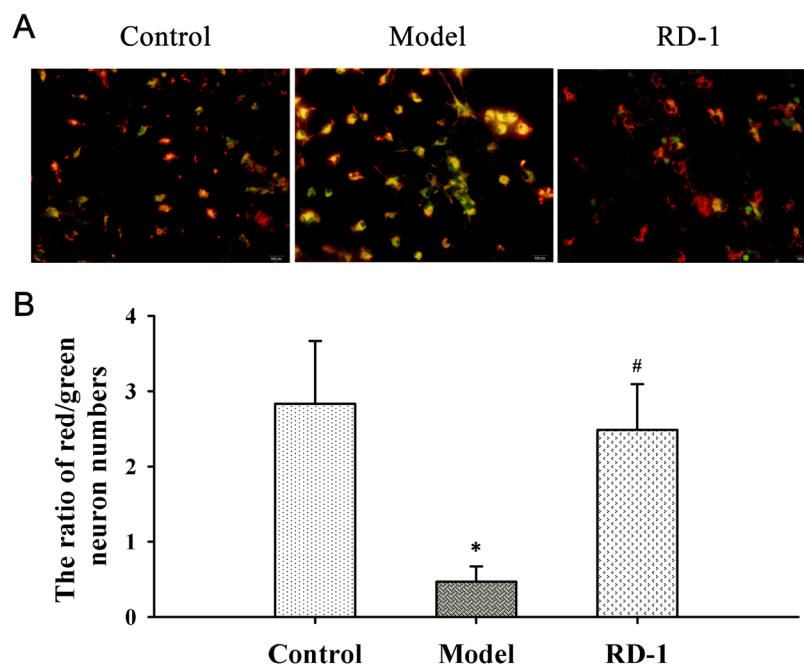 A
Control Model RD-1
B
The ratio of red/green
neuron numbers
4
3
2
1
0
*
#
Control Model RD-1